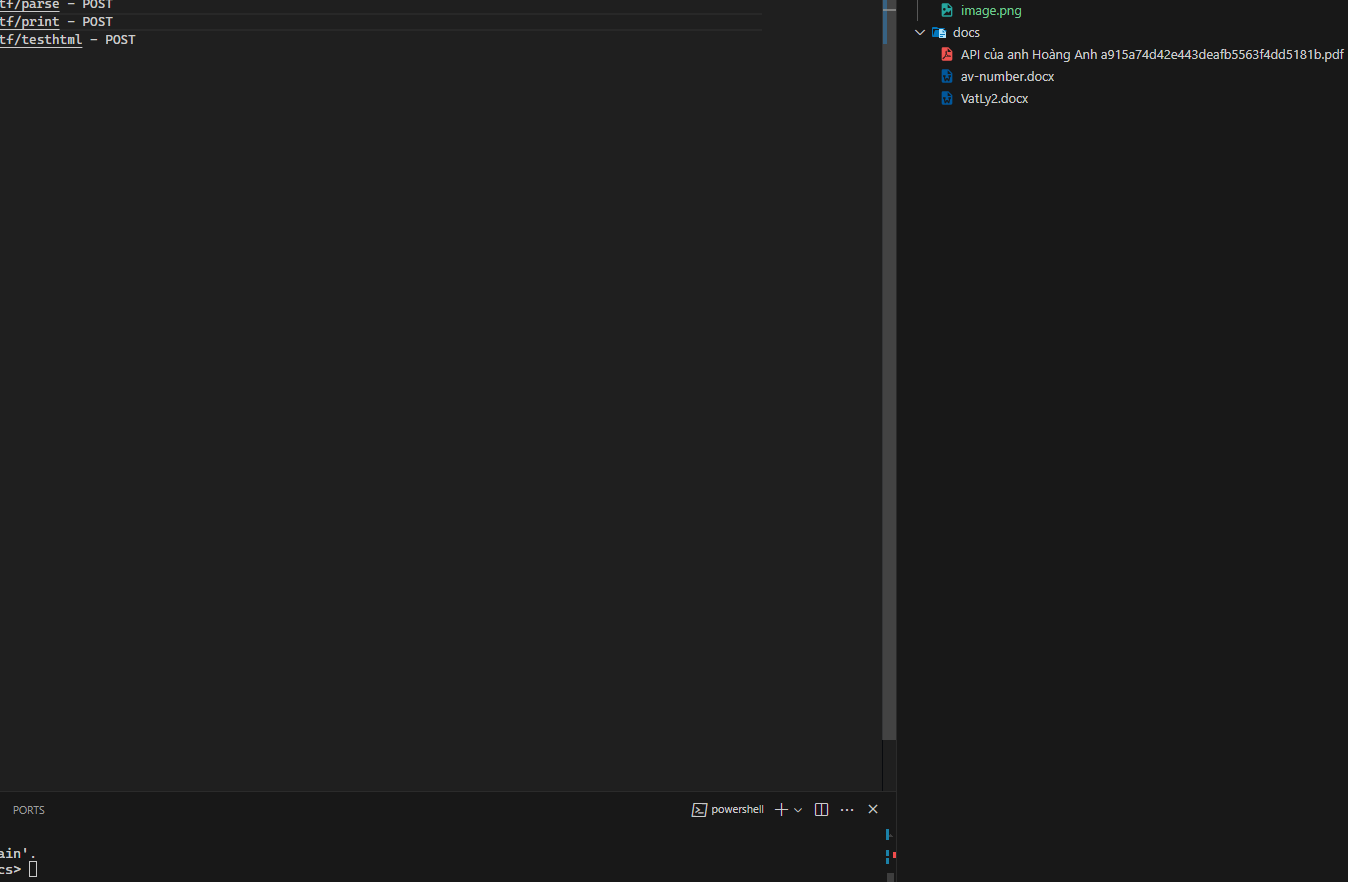 tf/parse - POST
tf/print - POST
tf/testhtml - POST
image.png
docs
API của anh Hoàng Anh a915a74d42e443deafb5563f4dd5181b.pdf
av-number.docx
VatLy2.docx
PORTS
powershell
ain'.
cs>